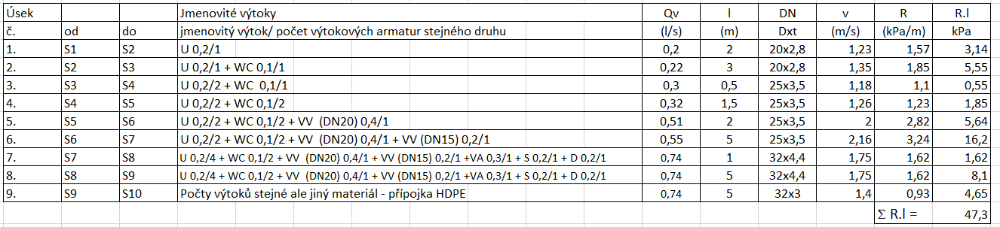 Úsek Jmenovité výtoky Qv l DN v R R.l
č. od do jmenovitý výtok/ počet výtokových armatur stejného druhu (l/s) (m) Dxt (m/s) (kPa/m) kPa
1. S1 S2 U 0,2/1 0,2 2 20x2,8 1,23 1,57 3,14
2. S2 S3 U 0,2/1 + WC 0,1/1 0,22 3 20x2,8 1,35 1,85 5,55
3. S3 S4 U 0,2/2 + WC 0,1/1 0,3 0,5 25x3,5 1,18 1,1 0,55
4. S4 S5 U 0,2/2 + WC 0,1/2 0,32 1,5 25x3,5 1,26 1,23 1,85
5. S5 S6 U 0,2/2 + WC 0,1/2 + VV (DN20) 0,4/1 0,51 2 25x3,5 2 2,82 5,64
6. S6 S7 U 0,2/2 + WC 0,1/2 + VV (DN20) 0,4/1 + VV (DN15) 0,2/1 0,55 5 25x3,5 2,16 3,24 16,2
7. S7 S8 U 0,2/4 + WC 0,1/2 + VV (DN20) 0,4/1 + VV (DN15) 0,2/1 +VA 0,3/1 + S 0,2/1 + D 0,2/1 0,74 1 32x4,4 1,75 1,62 1,62
8. S8 S9 U 0,2/4 + WC 0,1/2 + VV (DN20) 0,4/1 + VV (DN15) 0,2/1 +VA 0,3/1 + S 0,2/1 + D 0,2/1 0,74 5 32x4,4 1,75 1,62 8,1
9. S9 S10 Počty výtoků stejné ale jiný materiál - přípojka HDPE 0,74 5 32x3 1,4 0,93 4,65
Σ R.l = 47,3